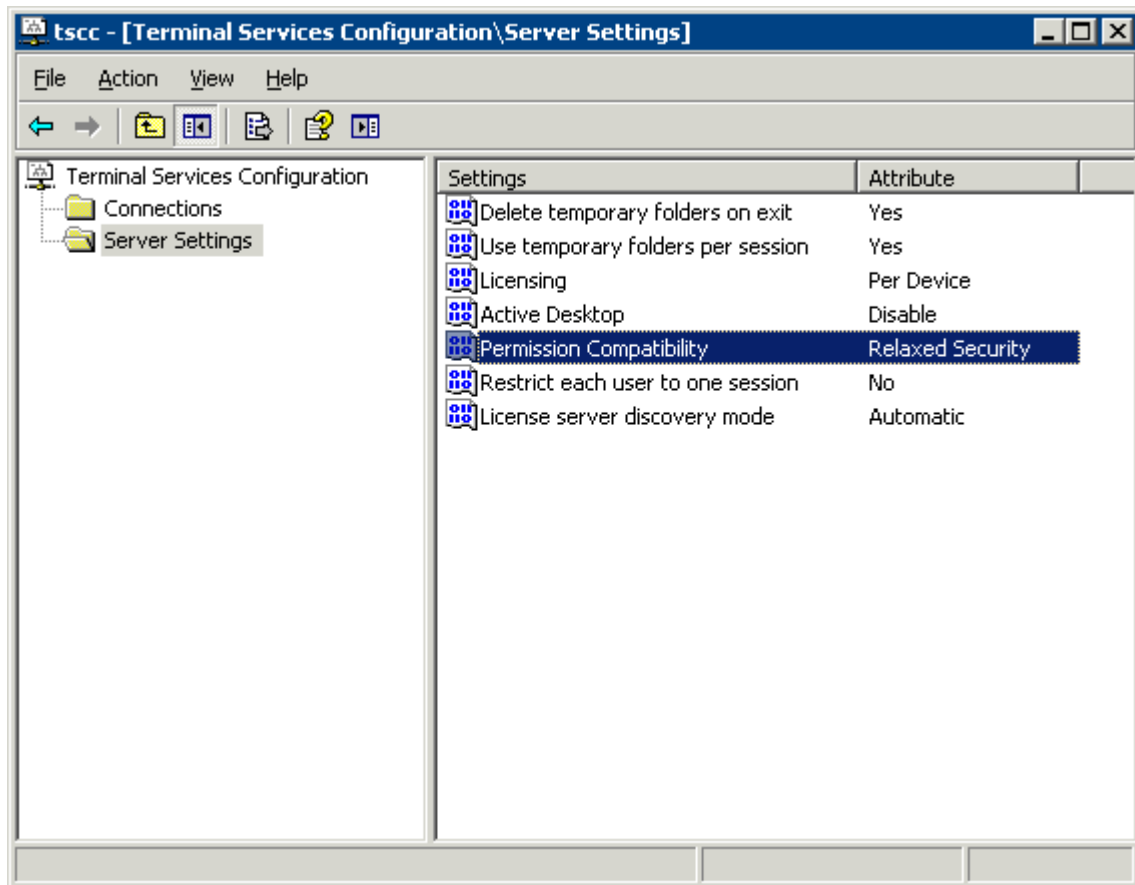 tscc - [Terminal Services Configuration\Server Settings]
File Action View Help
Terminal Services Configuration
Connections
Server Settings
Settings Attribute
Delete temporary folders on exit Yes
Use temporary folders per session Yes
Licensing Per Device
Active Desktop Disable
Permission Compatibility Relaxed Security
Restrict each user to one session No
License server discovery mode Automatic